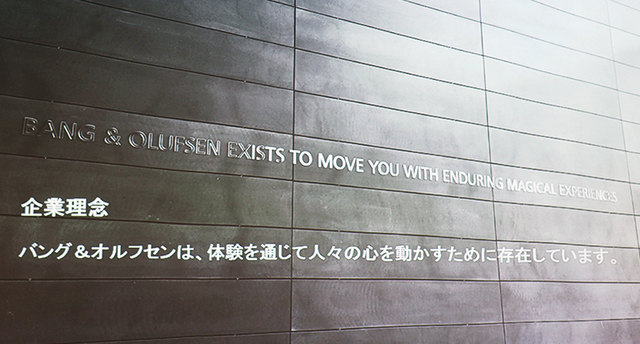 BANG & OLUFSEN EXISTS TO MOVE YOU WITH ENDURING MAGICAL EXPERIENCES
企業理念
バング&オルフセンは、体験を通じて人々の心を動かすために存在しています。